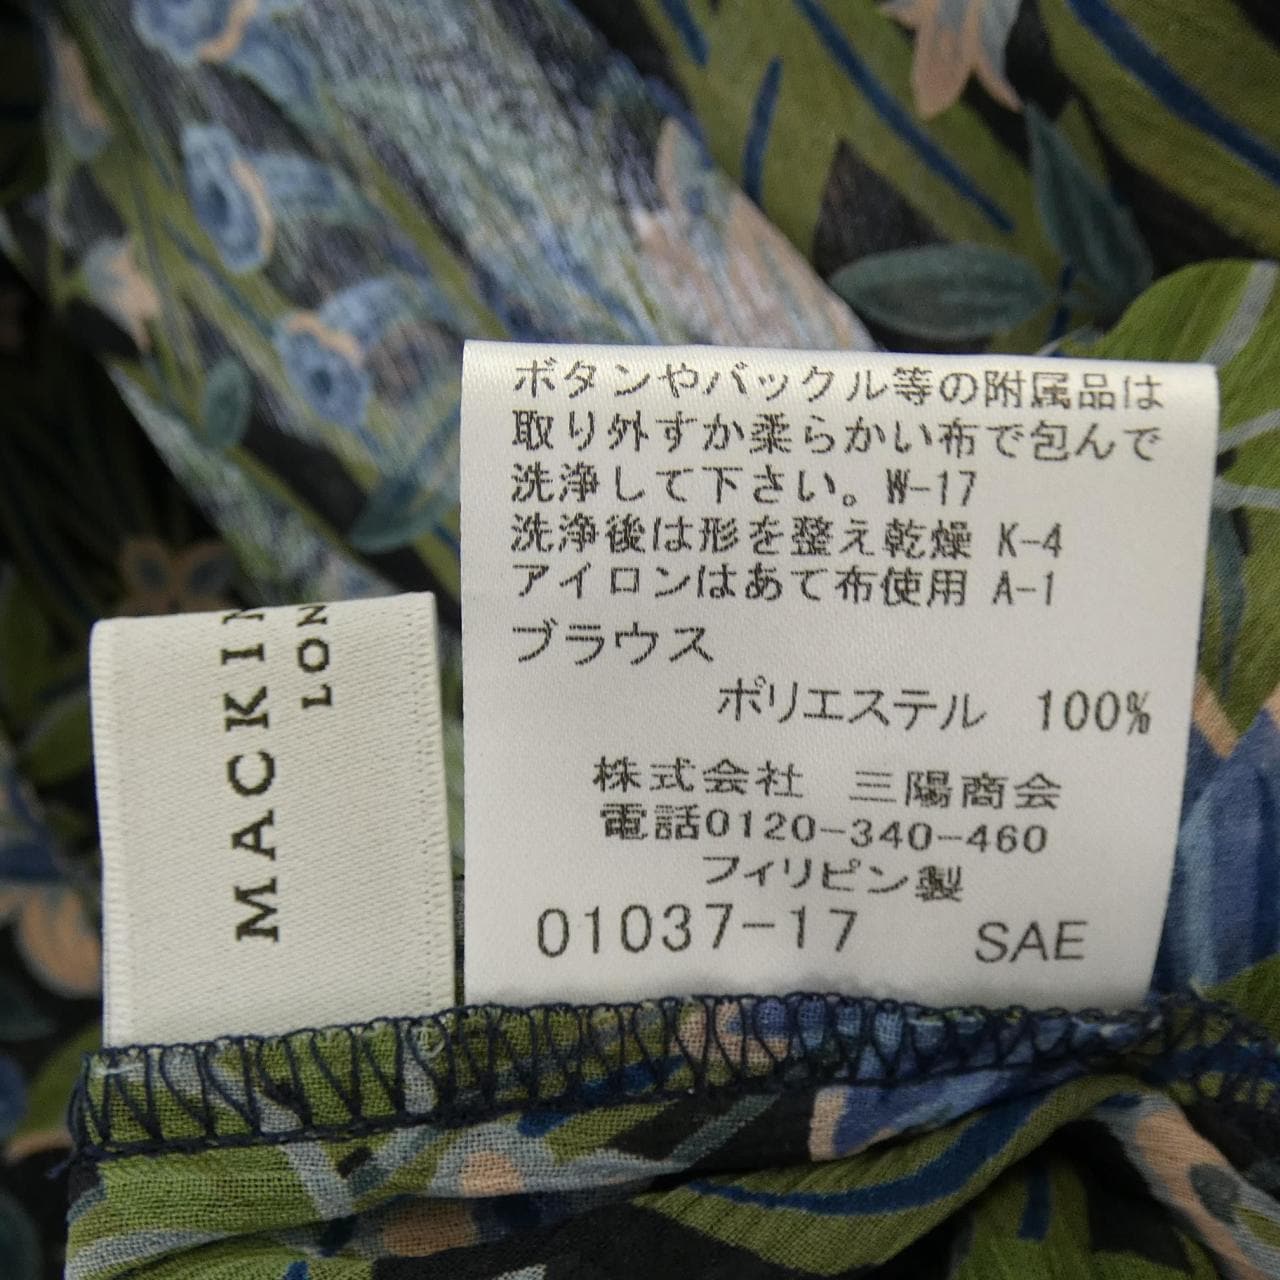 ボタンやバックル等の附属品は
取り外すか柔らかい布で包んで
洗浄して下さい。W-17
洗浄後は形を整え乾燥 K-4
アイロンはあて布使用 A-1
ブラウス
ポリエステル 100%
株式会社 三陽商会
電話0120-340-460
フィリピン製
01037-17 SAE
MACKIN
LON